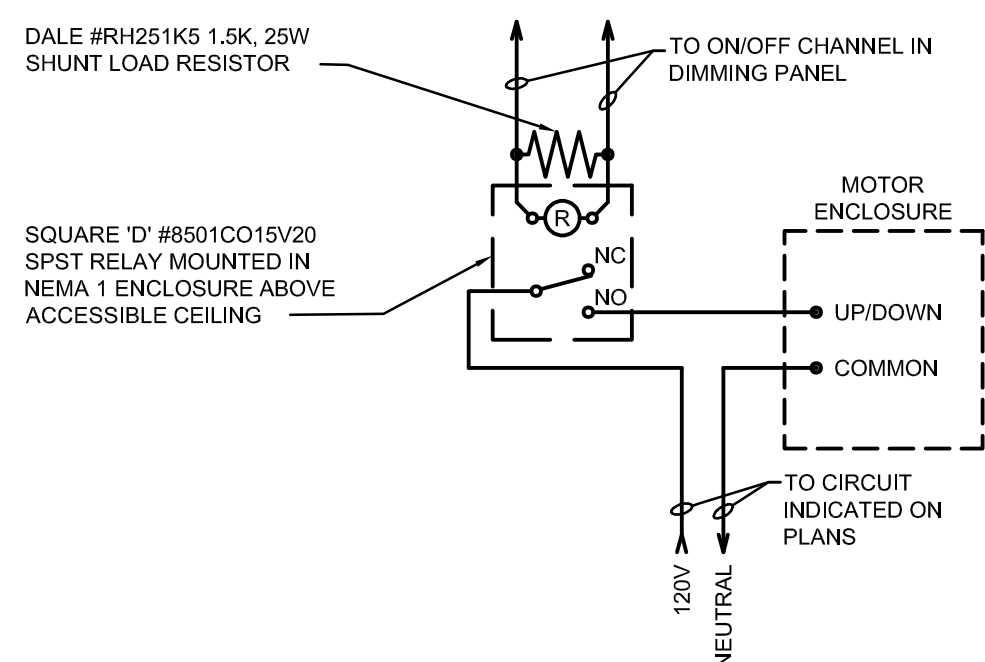 DALE #RH251K5 1.5K, 25W
SHUNT LOAD RESISTOR
TO ON/OFF CHANNEL IN
DIMMING PANEL
R
MOTOR
ENCLOSURE
SQUARE 'D' #8501CO15V20
SPST RELAY MOUNTED IN
NEMA 1 ENCLOSURE ABOVE
ACCESSIBLE CEILING
NC
NO
UP/DOWN
COMMON
TO CIRCUIT
INDICATED ON
PLANS
120V
NEUTRAL